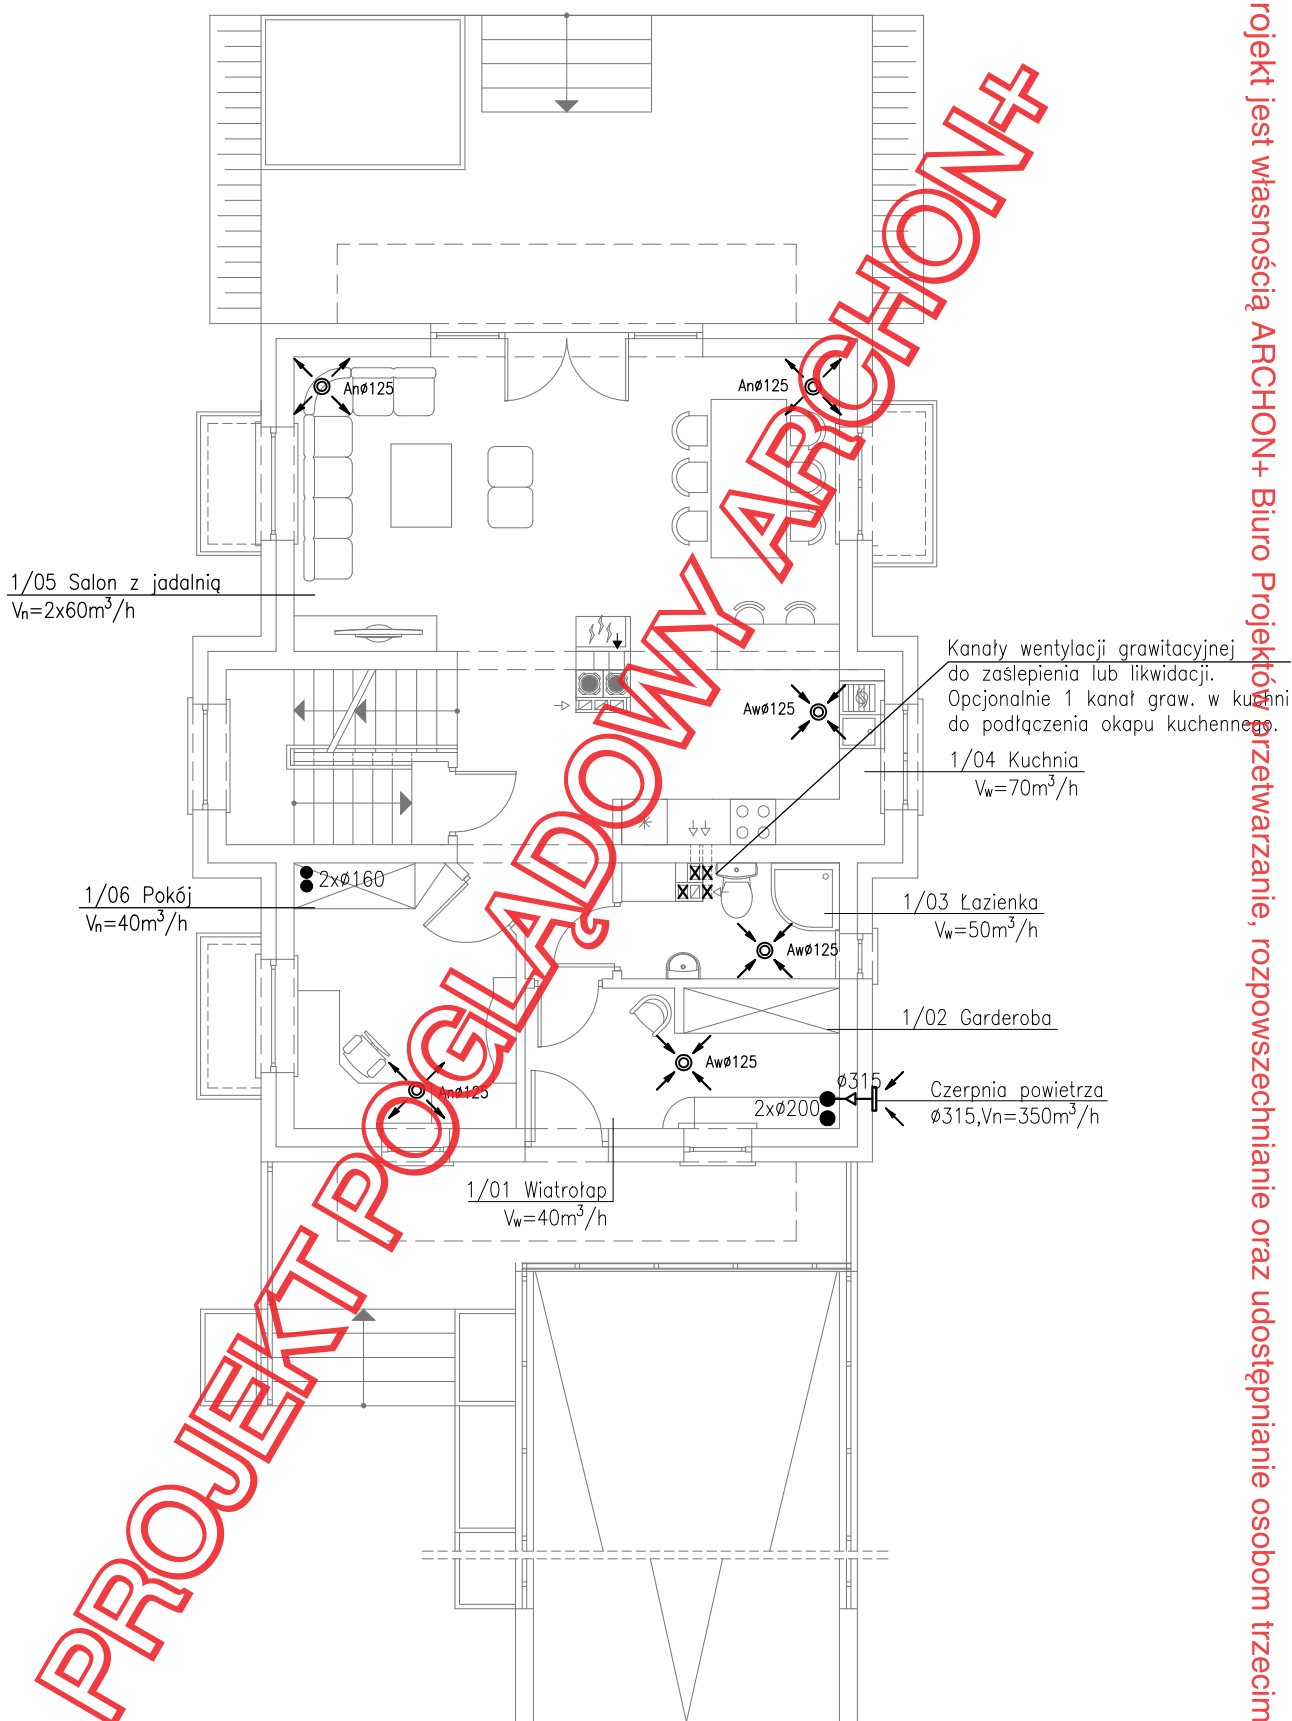 Anø125
Anø125
1/05 Salon z jadalnią
Vn=2x60m³/h
Kanały wentylacji grawitacyjnej
do zaślepienia lub likwidacji.
Opcjonalnie 1 kanał graw. w kuchni
do podłączenia okapu kuchennego.
Awø125
1/04 Kuchnia
Vw=70m³/h
2xø160
1/06 Pokój
Vn=40m³/h
1/03 Łazienka
Vw=50m³/h
Awø125
1/02 Garderoba
Awø125
Anø125
ø315
2xø200
Czerpnia powietrza
ø315,Vn=350m³/h
1/01 Wiatrołap
Vw=40m³/h
PROJEKT POGLĄDOWY ARCHON+
rojekt jest własnością ARCHON+ Biuro Projektów przetwarzanie, rozpowszechnianie oraz udostępnianie osobom trzecim